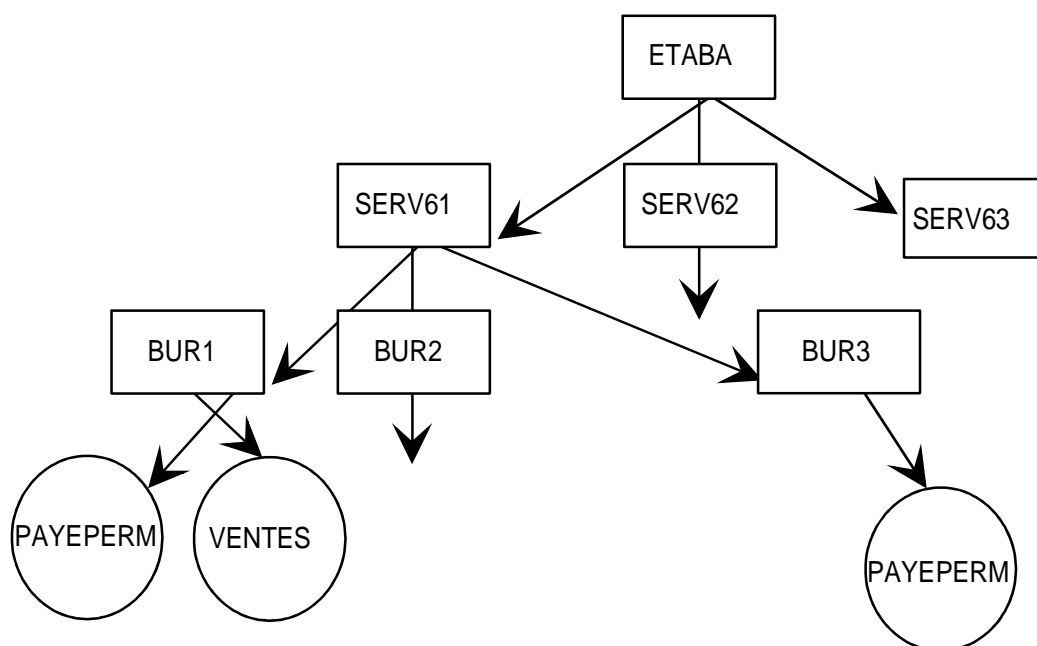 ETABA
SERV61
SERV62
SERV63
BUR1
BUR2
BUR3
PAYEPERM
VENTES
PAYEPERM